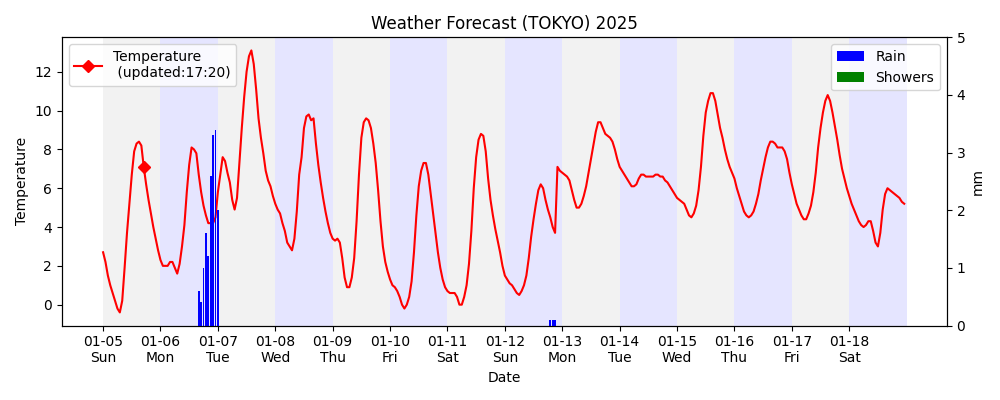 Weather Forecast (TOKYO) 2025
Temperature
(updated:17:20)
Rain
Showers
Temperature
12
10
8
6
4
2
0
5
4
3
2
1
0
mm
01-05 01-06 01-07 01-08 01-09 01-10 01-11 01-12 01-13 01-14 01-15 01-16 01-17 01-18
Sun Mon Tue Wed Thu Fri Sat Sun Mon Tue Wed Thu Fri Sat
Date